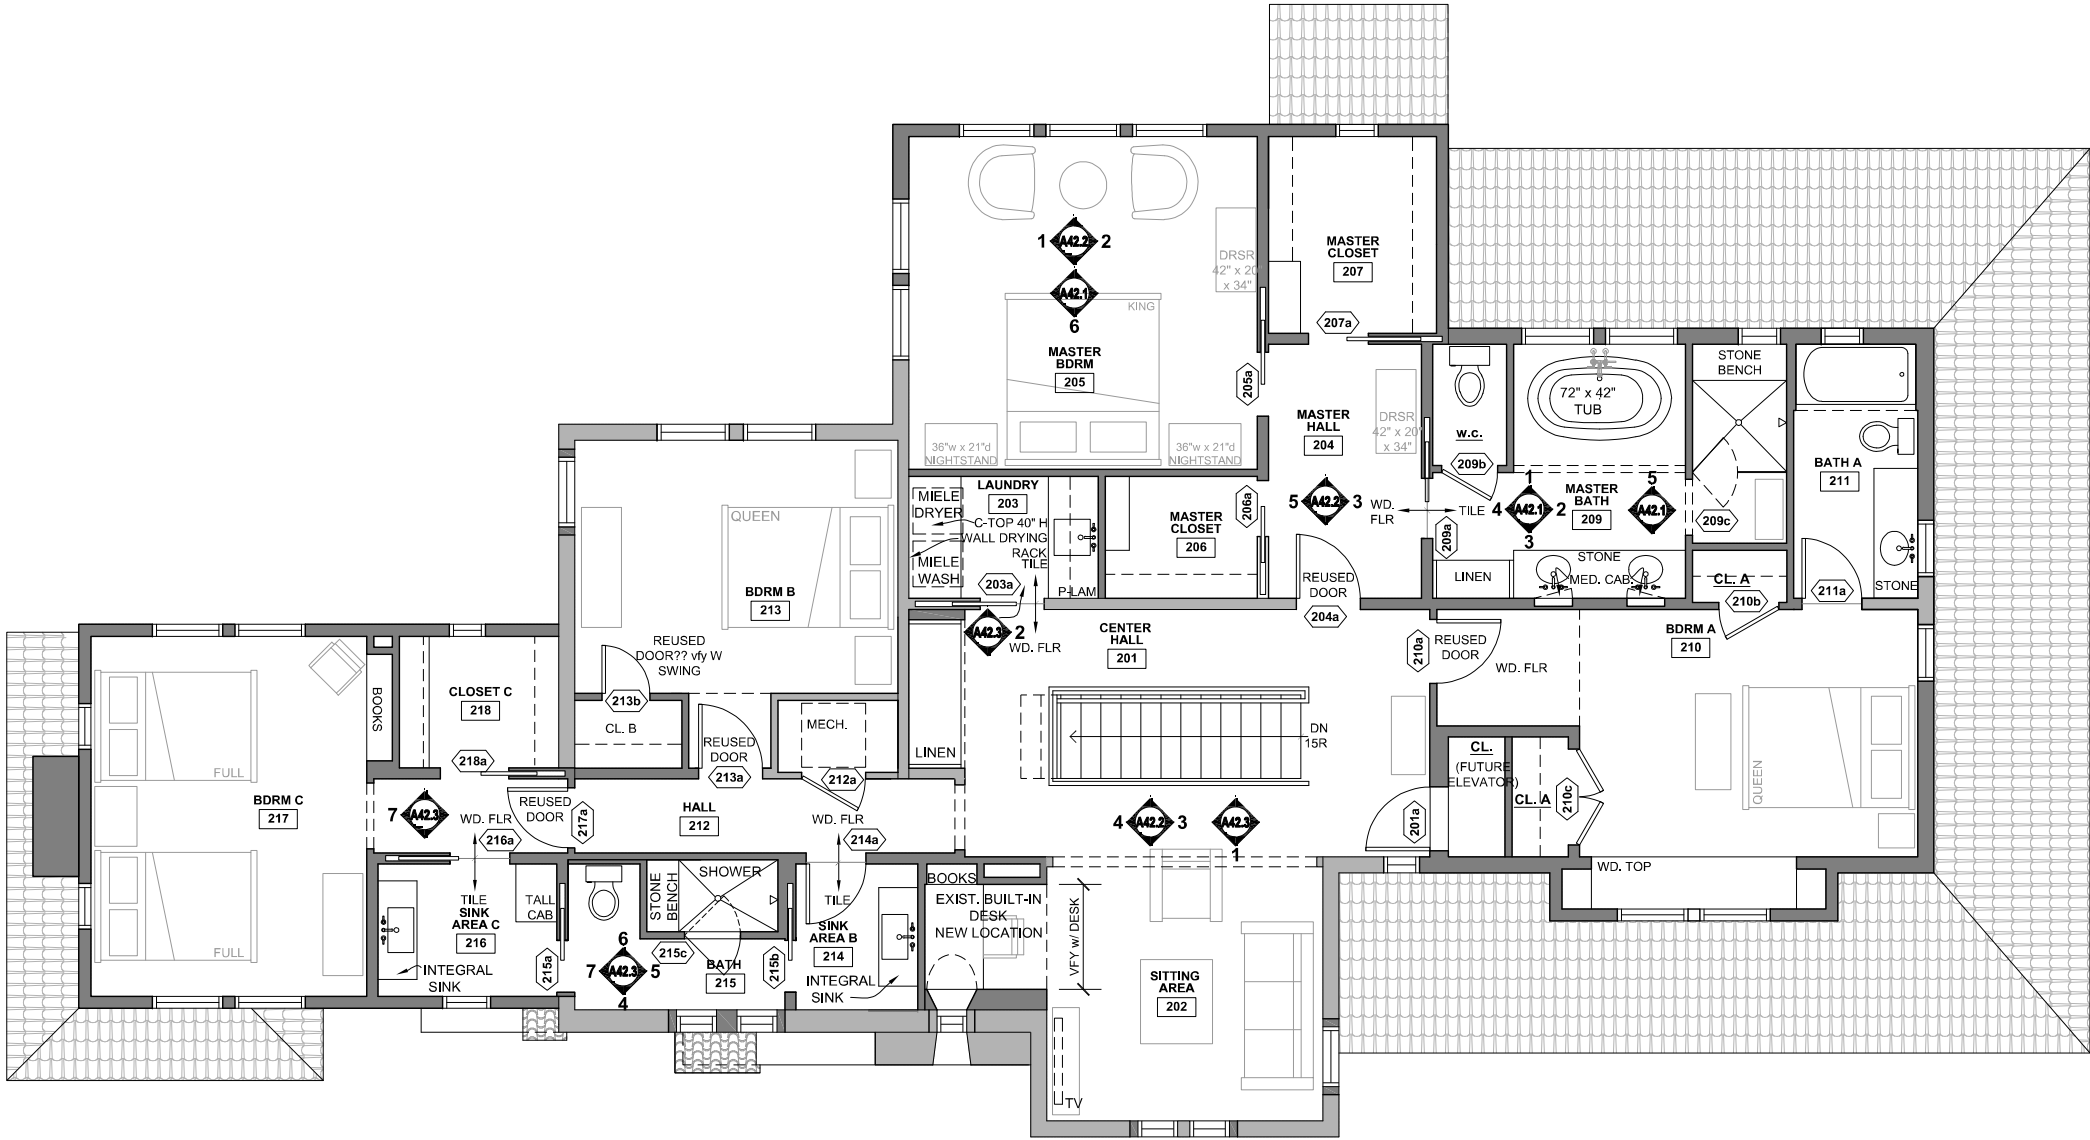 MASTER
CLOSET
207
1
A42.2
2
A42.1
6
DRSR
42" x 20"
x 34"
KING
MASTER
BDRM
205
205a
207a
36"w x 21"d
NIGHTSTAND
36"w x 21"d
NIGHTSTAND
MASTER
HALL
204
DRSR
42" x 20"
x 34"
w.c.
209b
72" x 42"
TUB
STONE
BENCH
BATH A
211
LAUNDRY
203
MIELE
DRYER
C-TOP 40" H
WALL DRYING
RACK
TILE
MIELE
WASH
203a
P-LAM
MASTER
CLOSET
206
206a
5
A42.2
3
WD.
FLR
TILE
209a
1
4
A42.1
2
3
MASTER
BATH
209
5
A42.1
209c
STONE
MED. CAB.
LINEN
CL. A
210b
211a
STONE
QUEEN
BDRM B
213
REUSED
DOOR?? vfy W
SWING
213b
CL. B
REUSED
DOOR
213a
MECH.
212a
A42.3
2
WD. FLR
CENTER
HALL
201
REUSED
DOOR
204a
210a
REUSED
DOOR
WD. FLR
BDRM A
210
LINEN
DN
15R
CL.
(FUTURE
ELEVATOR)
CL. A
210c
QUEEN
201a
WD. TOP
BOOKS
CLOSET C
218
218a
FULL
BDRM C
217
FULL
7
A42.3
WD. FLR
216a
REUSED
DOOR
217a
HALL
212
WD. FLR
214a
4
A42.2
3
A42.3
1
TILE
SINK
AREA C
216
TALL
CAB
INTEGRAL
SINK
215a
6
7
A42.3
5
4
STONE
BENCH
SHOWER
215c
BATH
215
215b
TILE
SINK
AREA B
214
INTEGRAL
SINK
BOOKS
EXIST. BUILT-IN
DESK
NEW LOCATION
VFY w/ DESK
SITTING
AREA
202
TV